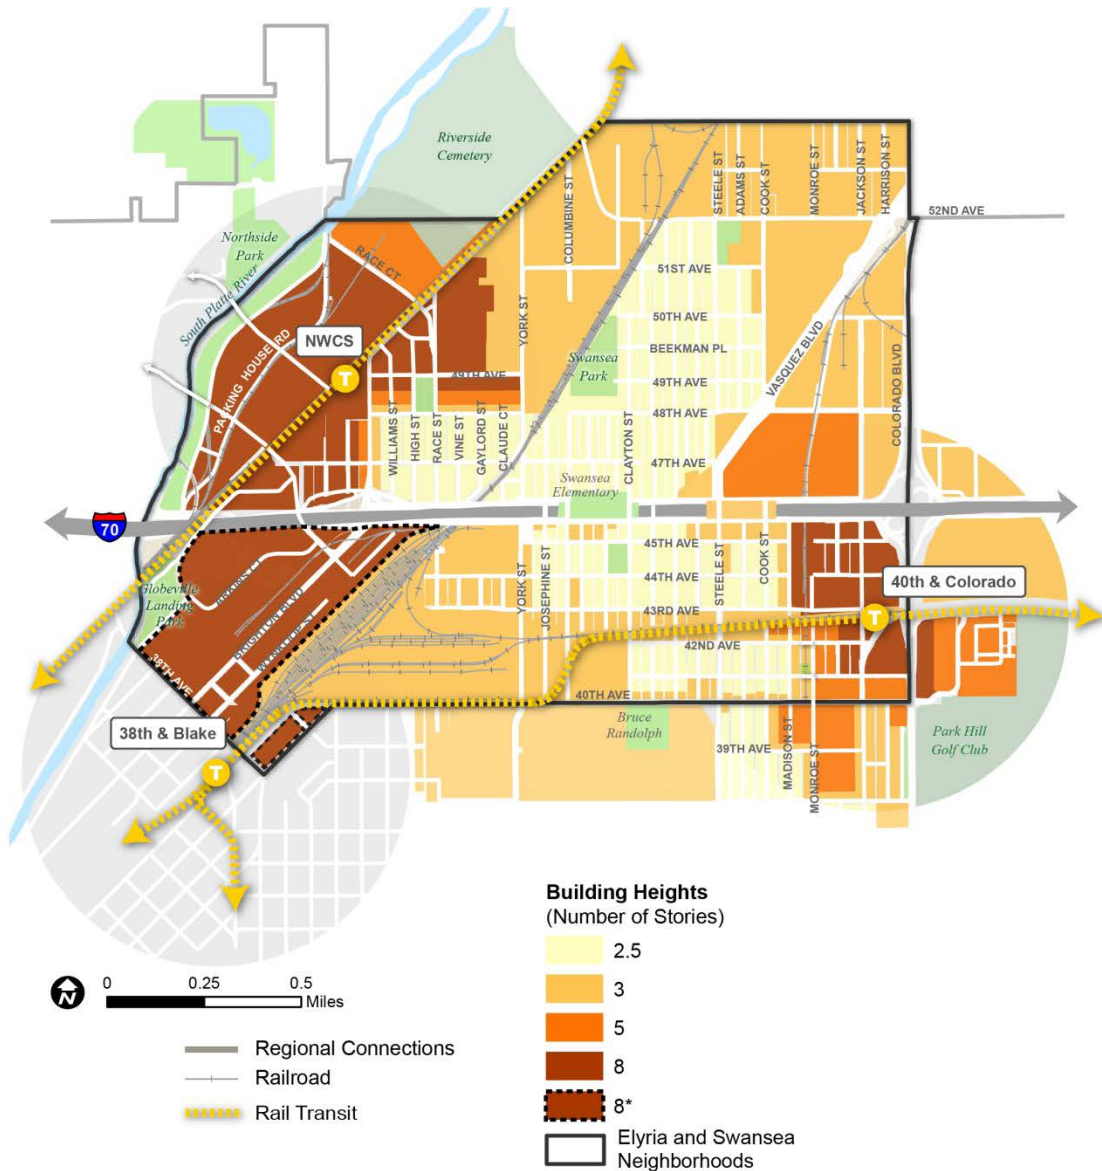 Riverside
Cemetery
COLUMBINE ST
STEELE ST
ADAMS ST
COOK ST
MONROE ST
JACKSON ST
HARRISON ST
52ND AVE
Northside
Park
South Platte River
RACE CT
51ST AVE
50TH AVE
BEEKMAN PL
YORK ST
NWCS
PACKING HOUSE RD
Swansea
Park
VASQUEZ BLVD
49TH AVE
49TH AVE
48TH AVE
COLORADO BLVD
WILLIAMS ST
HIGH ST
RACE ST
VINE ST
GAYLORD ST
CLAUDE CT
CLAYTON ST
47TH AVE
Swansea
Elementary
70
45TH AVE
44TH AVE
43RD AVE
42ND AVE
YORK ST
JOSEPHINE ST
STEELE ST
COOK ST
40th & Colorado
Globeville
Landing
Park
ARKINS CT
BRIGHTON BLVD
WYNKOOP ST
38TH AVE
40TH AVE
38th & Blake
T
T
T
Bruce
Randolph
39TH AVE
MADISON ST
MONROE ST
Park Hill
Golf Club
Building Heights
(Number of Stories)
2.5
3
5
8
8*
Elyria and Swansea
Neighborhoods
N
0 0.25 0.5
Miles
Regional Connections
Railroad
Rail Transit